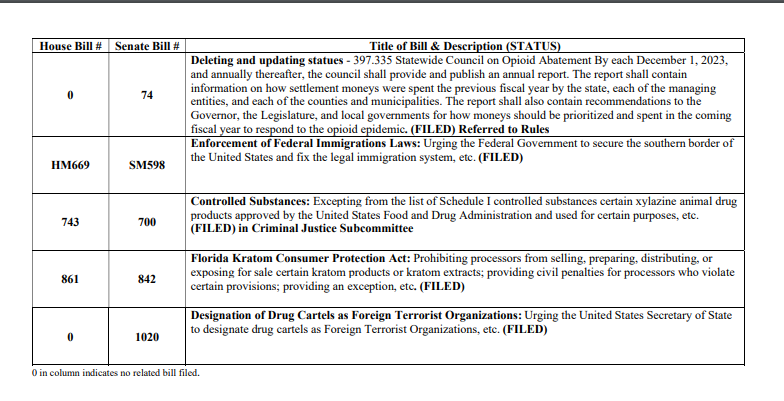 House Bill # Senate Bill # Title of Bill & Description (STATUS)
Deleting and updating statues - 397.335 Statewide Council on Opioid Abatement By each December 1, 2023,
and annually thereafter, the council shall provide and publish an annual report. The report shall contain
information on how settlement moneys were spent the previous fiscal year by the state, each of the managing
0 74 entities, and each of the counties and municipalities. The report shall also contain recommendations to the
Governor, the Legislature, and local governments for how moneys should be prioritized and spent in the coming
fiscal year to respond to the opioid epidemic. (FILED) Referred to Rules
Enforcement of Federal Immigrations Laws: Urging the Federal Government to secure the southern border of
HM669 SM598 the United States and fix the legal immigration system, etc. (FILED)
Controlled Substances: Excepting from the list of Schedule I controlled substances certain xylazine animal drug
743 700 products approved by the United States Food and Drug Administration and used for certain purposes, etc.
(FILED) in Criminal Justice Subcommittee
Florida Kratom Consumer Protection Act: Prohibiting processors from selling, preparing, distributing, or
861 842 exposing for sale certain kratom products or kratom extracts; providing civil penalties for processors who violate
certain provisions; providing an exception, etc. (FILED)
Designation of Drug Cartels as Foreign Terrorist Organizations: Urging the United States Secretary of State
0 1020 to designate drug cartels as Foreign Terrorist Organizations, etc. (FILED)
0 in column indicates no related bill filed.